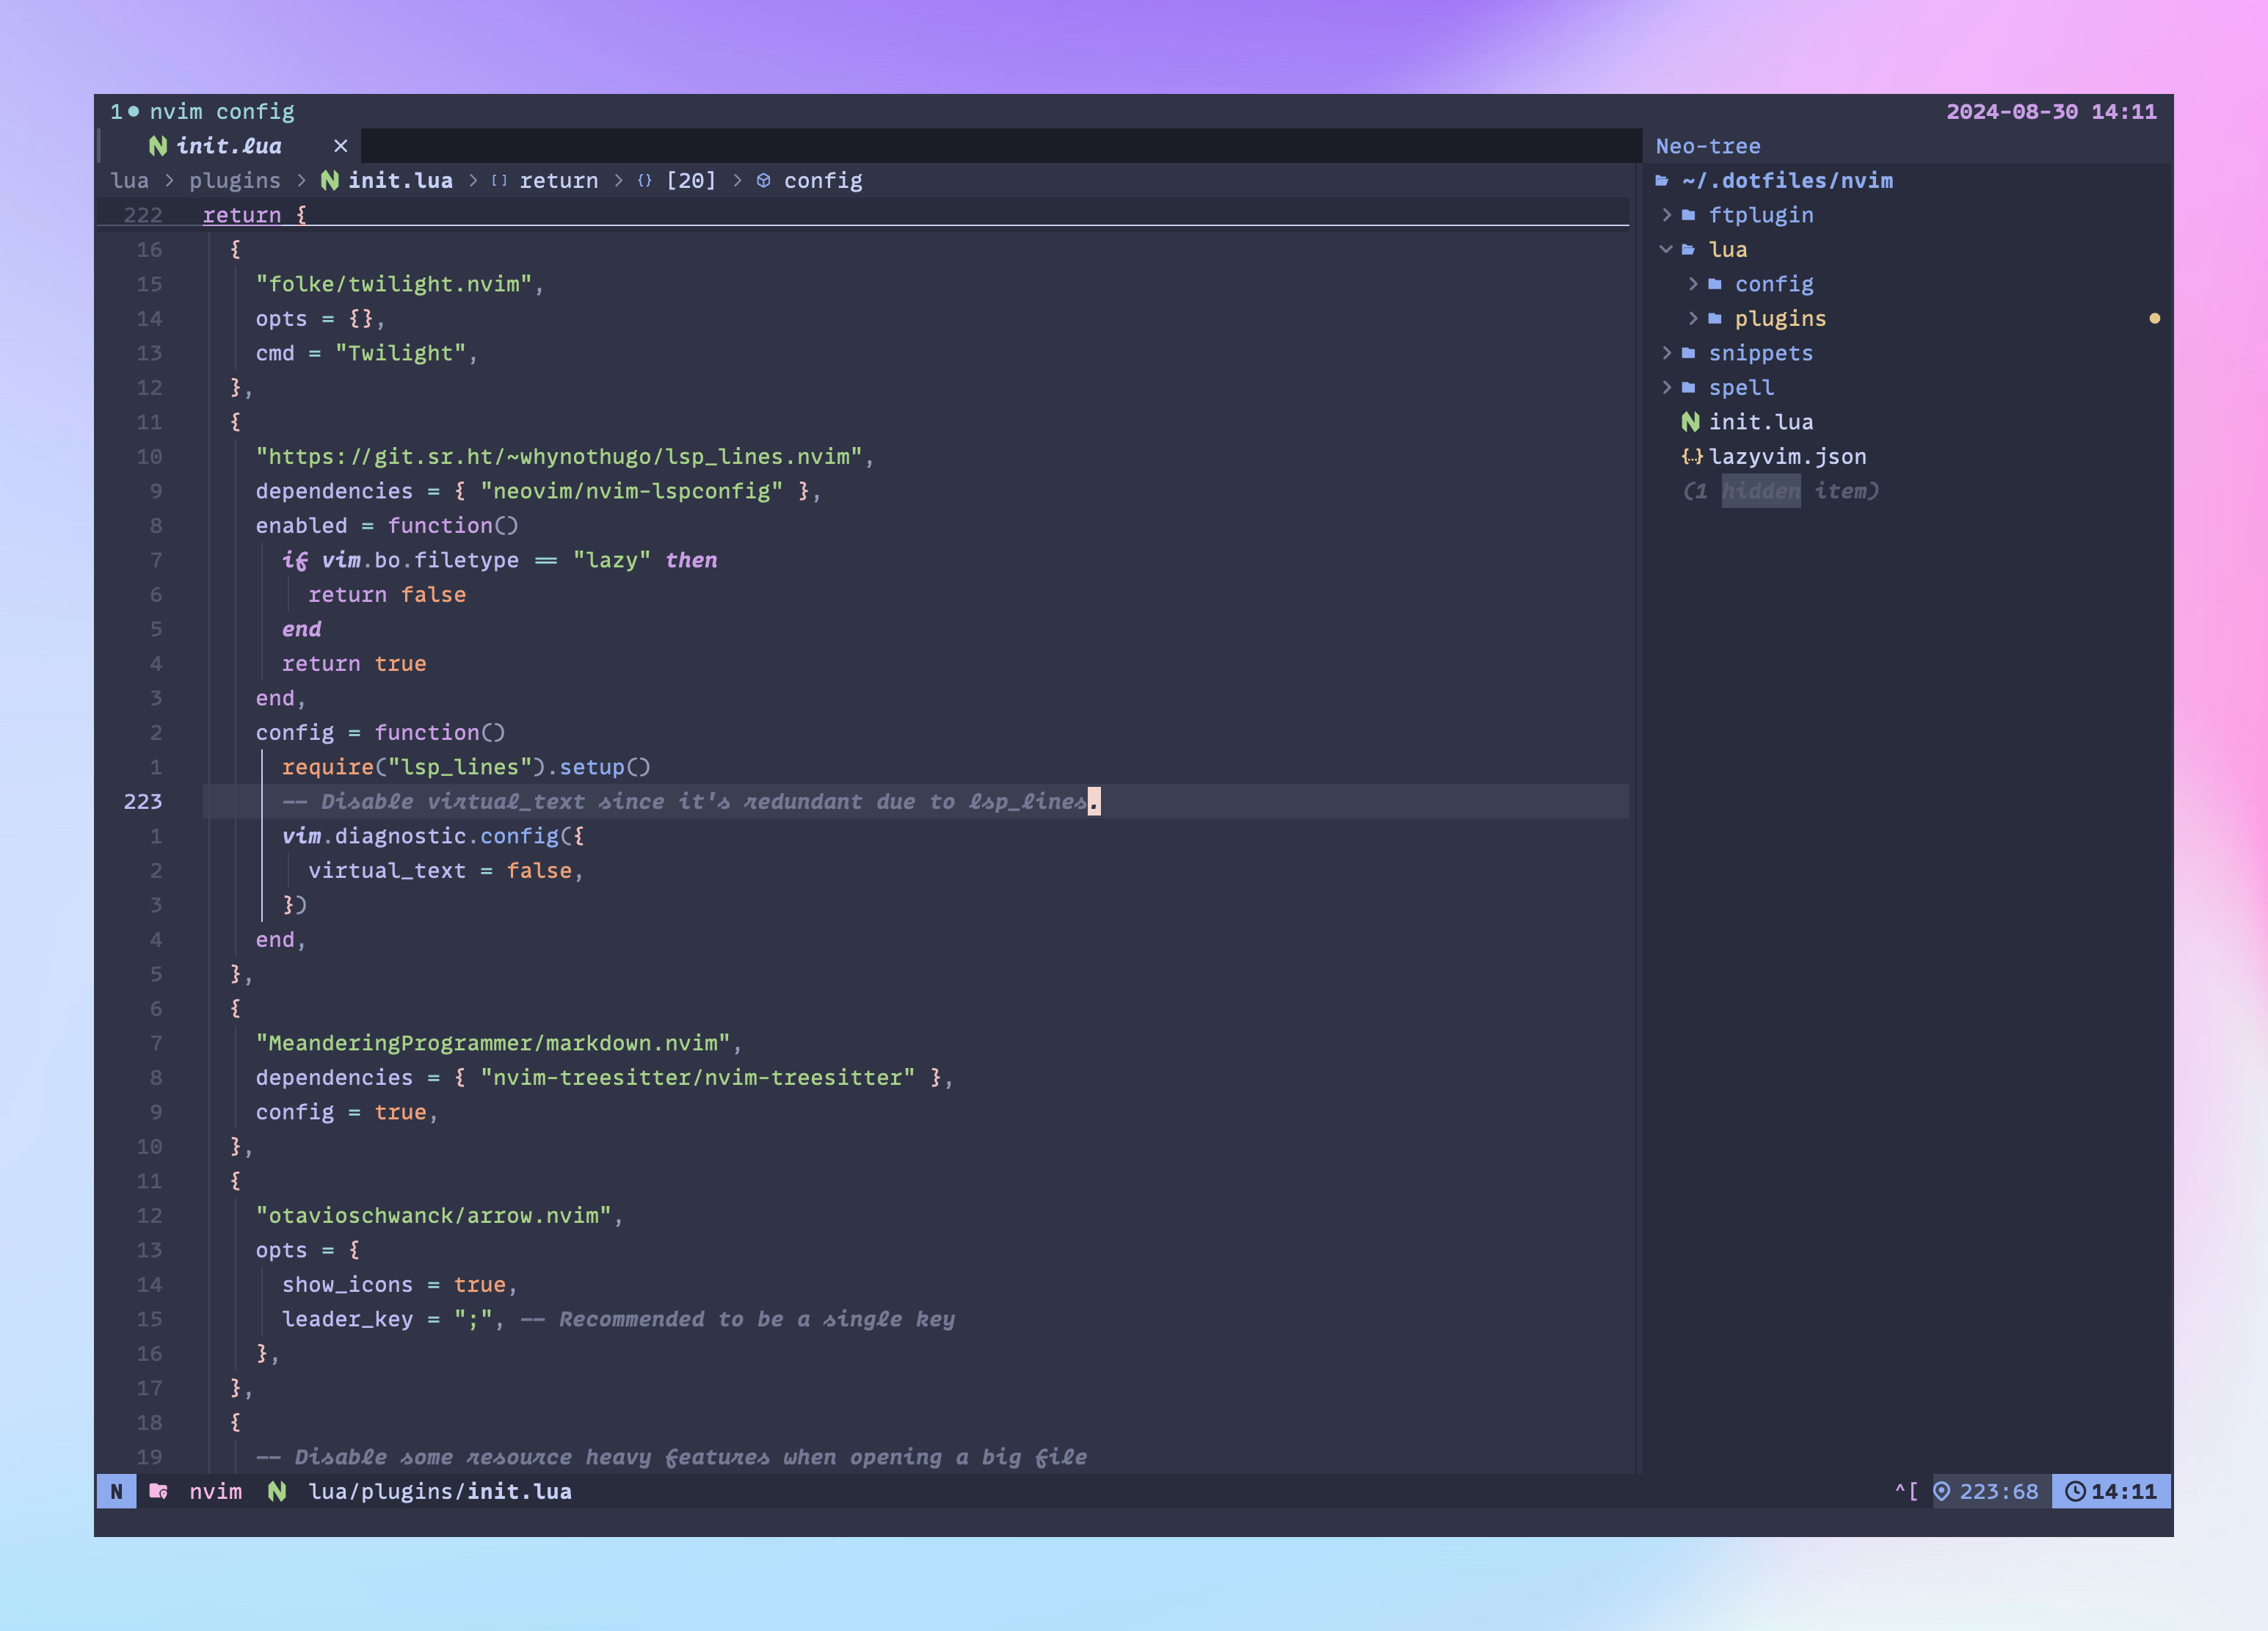 1 nvim config 2024-08-30 14:11
init.lua ×
lua > plugins > init.lua > [] return > {} [20] > config
222 return {
16 {
15 "folke/twilight.nvim",
14 opts = {},
13 cmd = "Twilight",
12 },
11 {
10 "https://git.sr.ht/~whynothugo/lsp_lines.nvim",
9 dependencies = { "neovim/nvim-lspconfig" },
8 enabled = function()
7 if vim.bo.filetype == "lazy" then
6 return false
5 end
4 return true
3 end,
2 config = function()
1 require("lsp_lines").setup()
223 -- Disable virtual_text since it's redundant due to lsp_lines.
1 vim.diagnostic.config({
2 virtual_text = false,
3 })
4 end,
5 },
6 {
7 "MeanderingProgrammer/markdown.nvim",
8 dependencies = { "nvim-treesitter/nvim-treesitter" },
9 config = true,
10 },
11 {
12 "otavioschwanck/arrow.nvim",
13 opts = {
14 show_icons = true,
15 leader_key = ";", -- Recommended to be a single key
16 },
17 },
18 {
19 -- Disable some resource heavy features when opening a big file
Neo-tree
~/.dotfiles/nvim
> ftplugin
lua
> config
> plugins
> snippets
> spell
init.lua
{..} lazyvim.json
(1 hidden item)
N nvim lua/plugins/init.lua ^[ 223:68 14:11